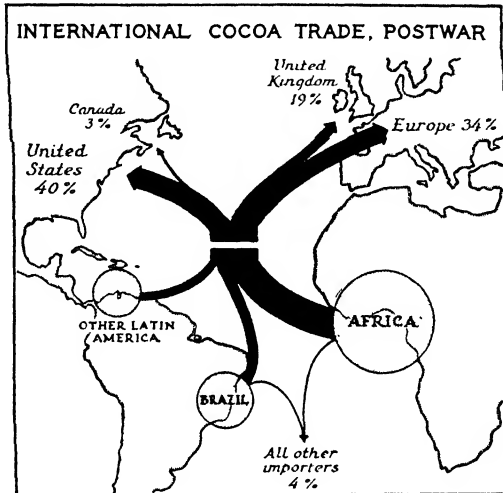 INTERNATIONAL COCOA TRADE, POSTWAR
United
Kingdom
19%
Canada
3%
Europe 34%
United
States
40%
OTHER LATIN
AMERICA
AFRICA
BRAZIL
All other
importers
4%